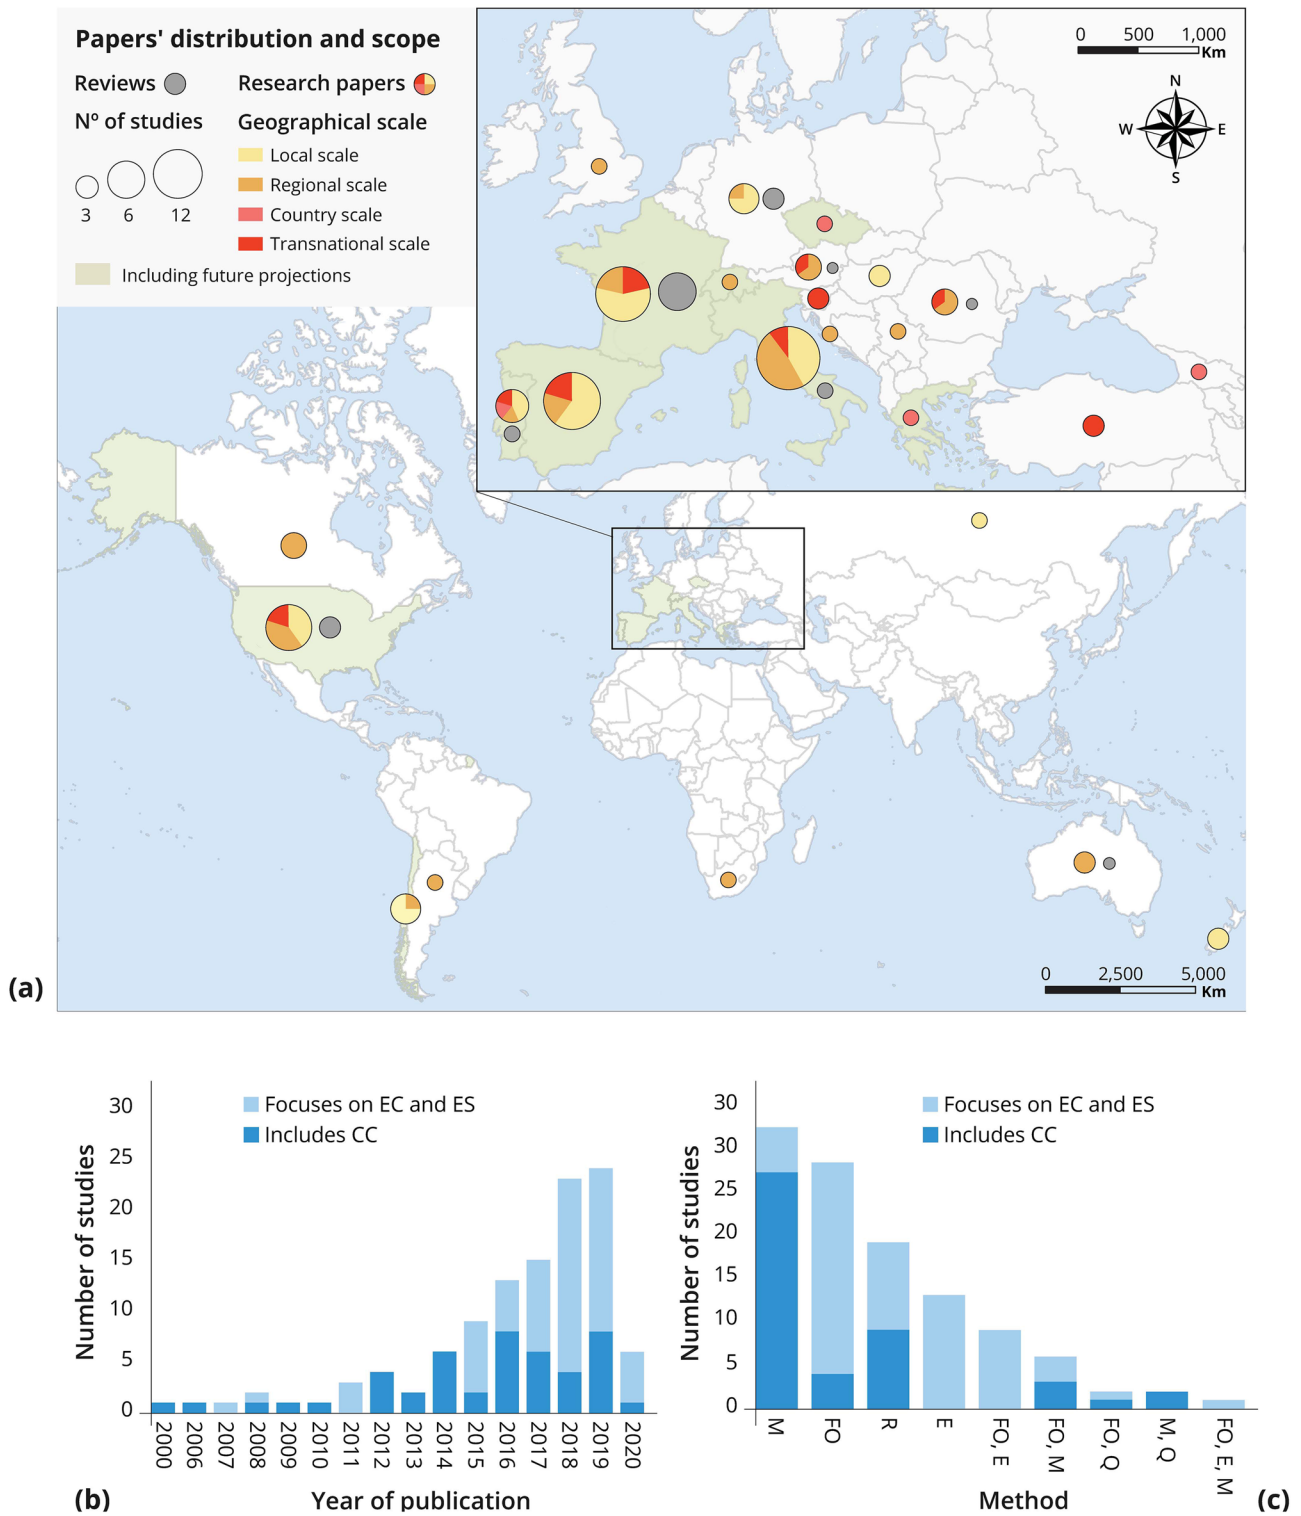 Papers' distribution and scope
Reviews
Research papers
Nº of studies
3 6 12
Geographical scale
Local scale
Regional scale
Country scale
Transnational scale
Including future projections
0 500 1,000
Km
N
W E
S
0 2,500 5,000
Km
(a)
Number of studies
30
25
20
15
10
5
0
Focuses on EC and ES
Includes CC
2000 2006 2007 2008 2009 2010 2011 2012 2013 2014 2015 2016 2017 2018 2019 2020
(b)
Year of publication
Number of studies
30
30
25
20
15
10
5
0
Focuses on EC and ES
Includes CC
M FO R E FO, E FO, M FO, Q M, Q FO, E, M
Method
(c)